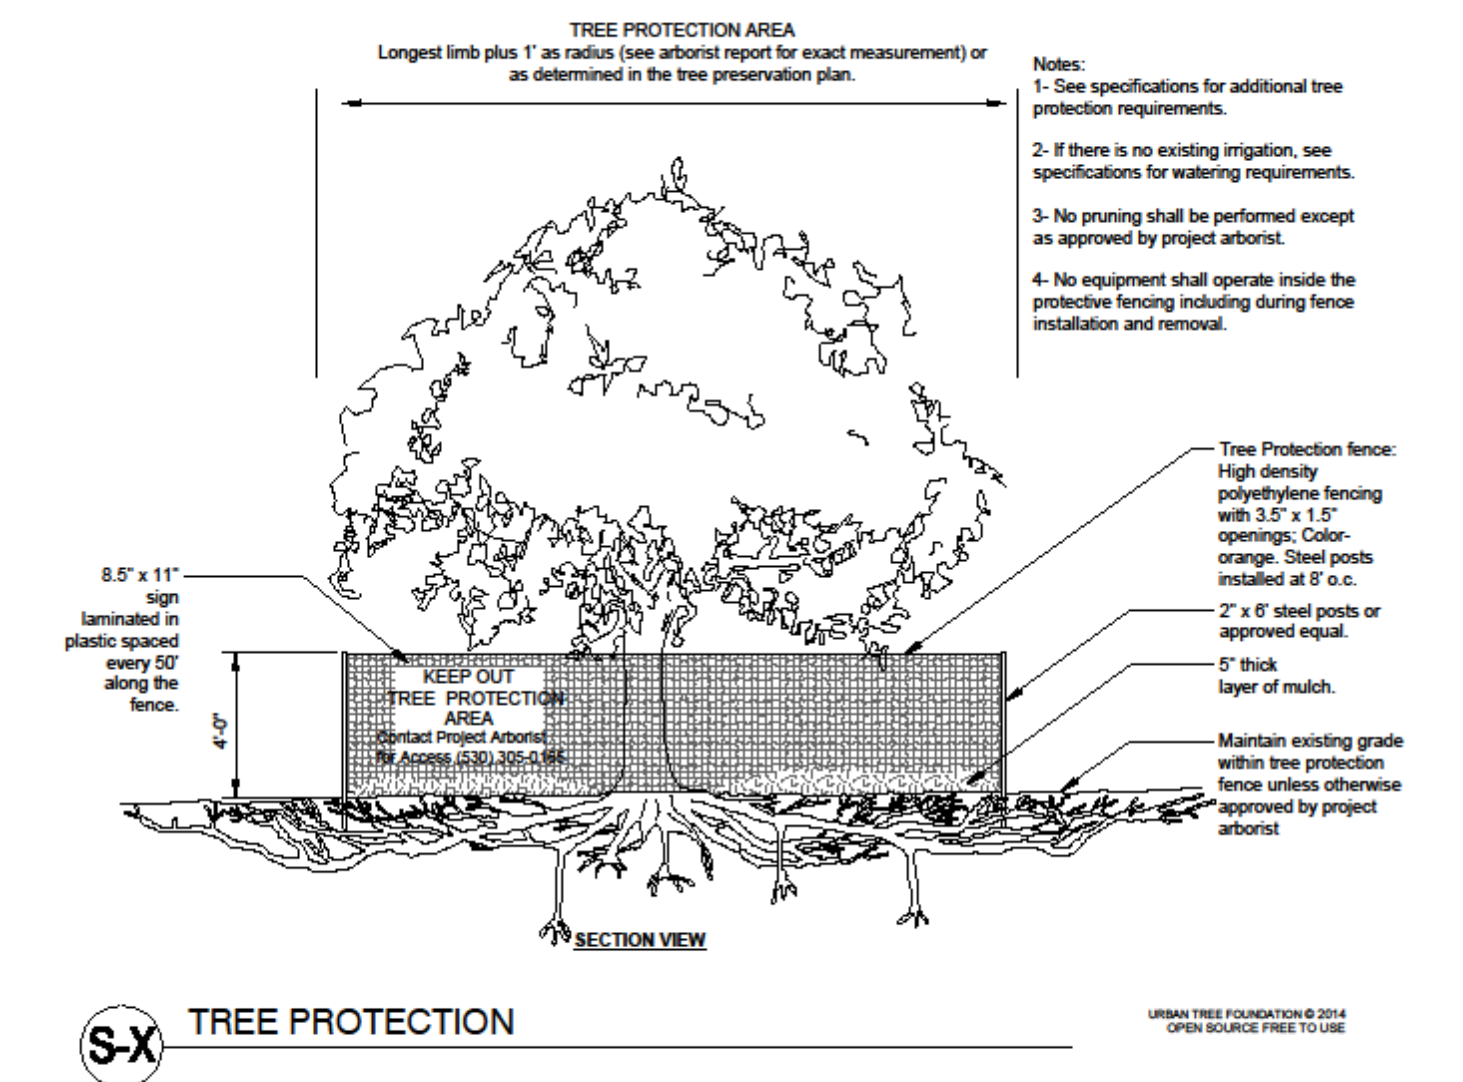 TREE PROTECTION AREA
Longest limb plus 1' as radius (see arborist report for exact measurement) or
as determined in the tree preservation plan.
Notes:
1- See specifications for additional tree
protection requirements.
2- If there is no existing irrigation, see
specifications for watering requirements.
3- No pruning shall be performed except
as approved by project arborist.
4- No equipment shall operate inside the
protective fencing including during fence
installation and removal.
Tree Protection fence:
High density
polyethylene fencing
with 3.5" x 1.5"
openings; Color-
orange. Steel posts
installed at 8' o.c.
2" x 6' steel posts or
approved equal.
5" thick
layer of mulch.
Maintain existing grade
within tree protection
fence unless otherwise
approved by project
arborist
8.5" x 11"
sign
laminated in
plastic spaced
every 50'
along the
fence.
4'-0"
KEEP OUT
TREE PROTECTION
AREA
Contact Project Arborist
for Access (530) 305-0165
SECTION VIEW
S-X
TREE PROTECTION
URBAN TREE FOUNDATION © 2014
OPEN SOURCE FREE TO USE